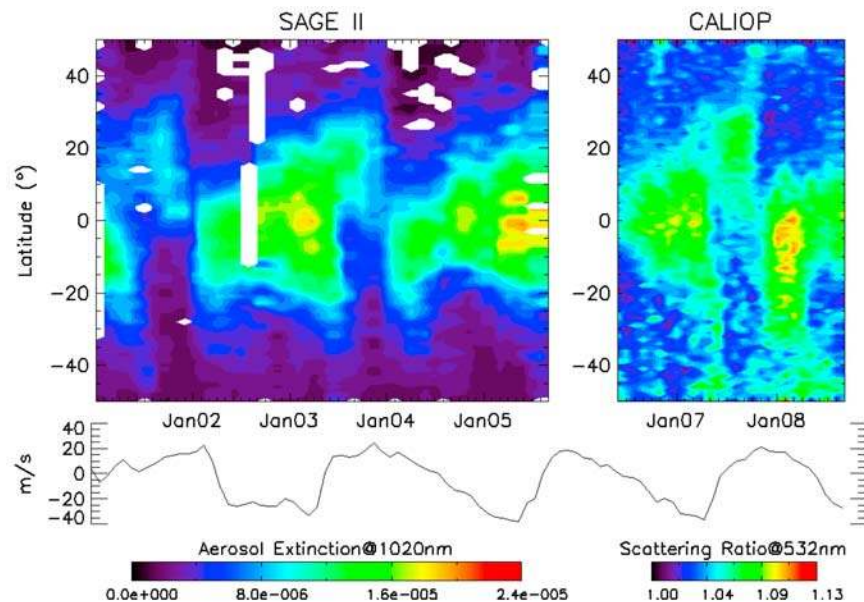 SAGE II CALIOP
Latitude (°)
40
20
0
-20
-40
40
20
0
-20
-40
Jan02 Jan03 Jan04 Jan05 Jan07 Jan08
m/s
40
20
0
-20
-40
Aerosol Extinction@1020nm Scattering Ratio@532nm
0.0e+000 8.0e-006 1.6e-005 2.4e-005 1.00 1.04 1.09 1.13